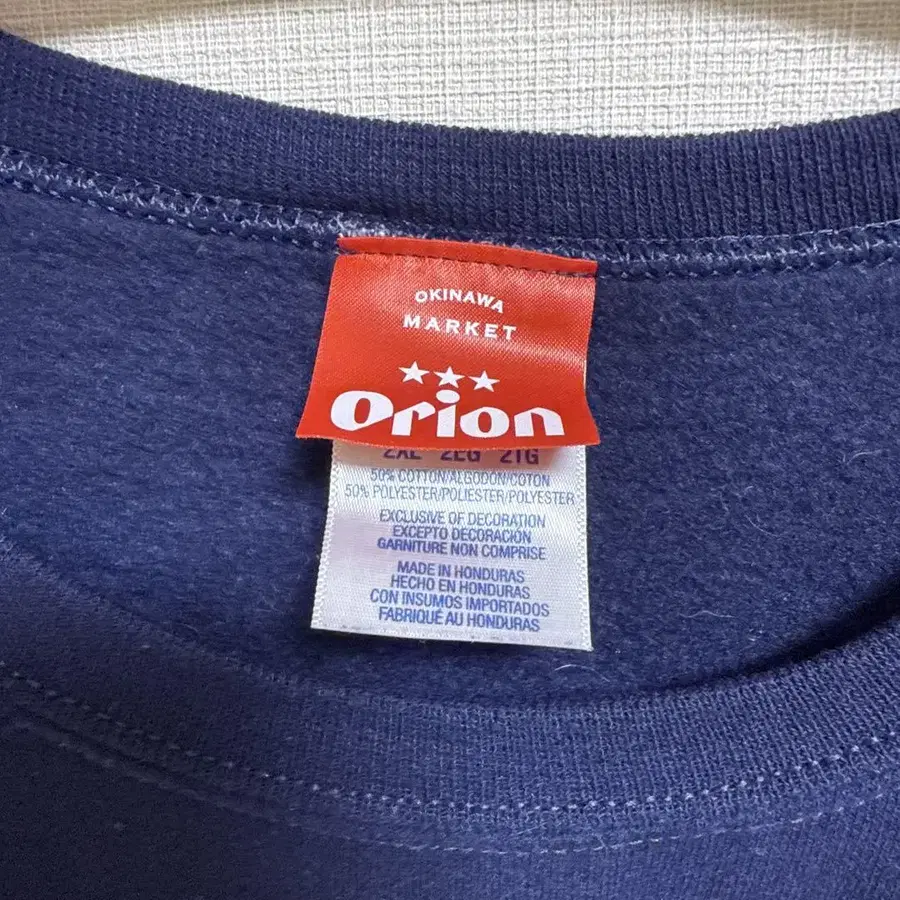 OKINAWA
MARKET
Orion
2XL 2EG 2TG
50% COTTON/ALGODON/COTON
50% POLYESTER/POLIESTER/POLYESTER
EXCLUSIVE OF DECORATION
EXCEPTO DECORACIÓN
GARNITURE NON COMPRISE
MADE IN HONDURAS
HECHO EN HONDURAS
CON INSUMOS IMPORTADOS
FABRIQUÉ AU HONDURAS